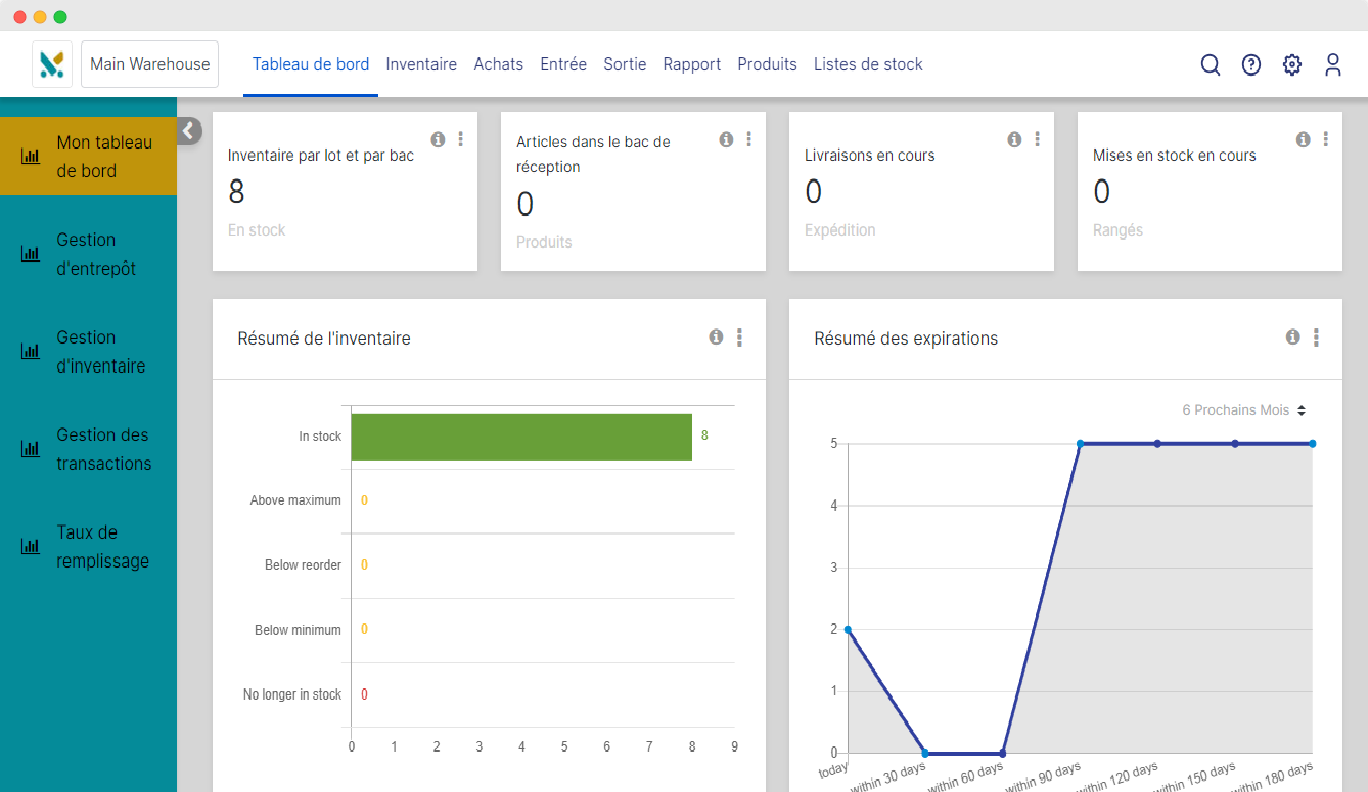 Main Warehouse
Tableau de bord
Inventaire
Achats
Entrée
Sortie
Rapport
Produits
Listes de stock
Mon tableau
de bord
Gestion
d'entrepôt
Gestion
d'inventaire
Gestion des
transactions
Taux de
remplissage
Inventaire par lot et par bac
8
En stock
Articles dans le bac de
réception
0
Produits
Livraisons en cours
0
Expédition
Mises en stock en cours
0
Rangés
Résumé de l'inventaire
In stock
8
Above maximum
0
Below reorder
0
Below minimum
0
No longer in stock
0
0 1 2 3 4 5 6 7 8 9
Résumé des expirations
6 Prochains Mois
5
4
3
2
1
0
today
within 30 days
within 60 days
within 90 days
within 120 days
within 150 days
within 180 days